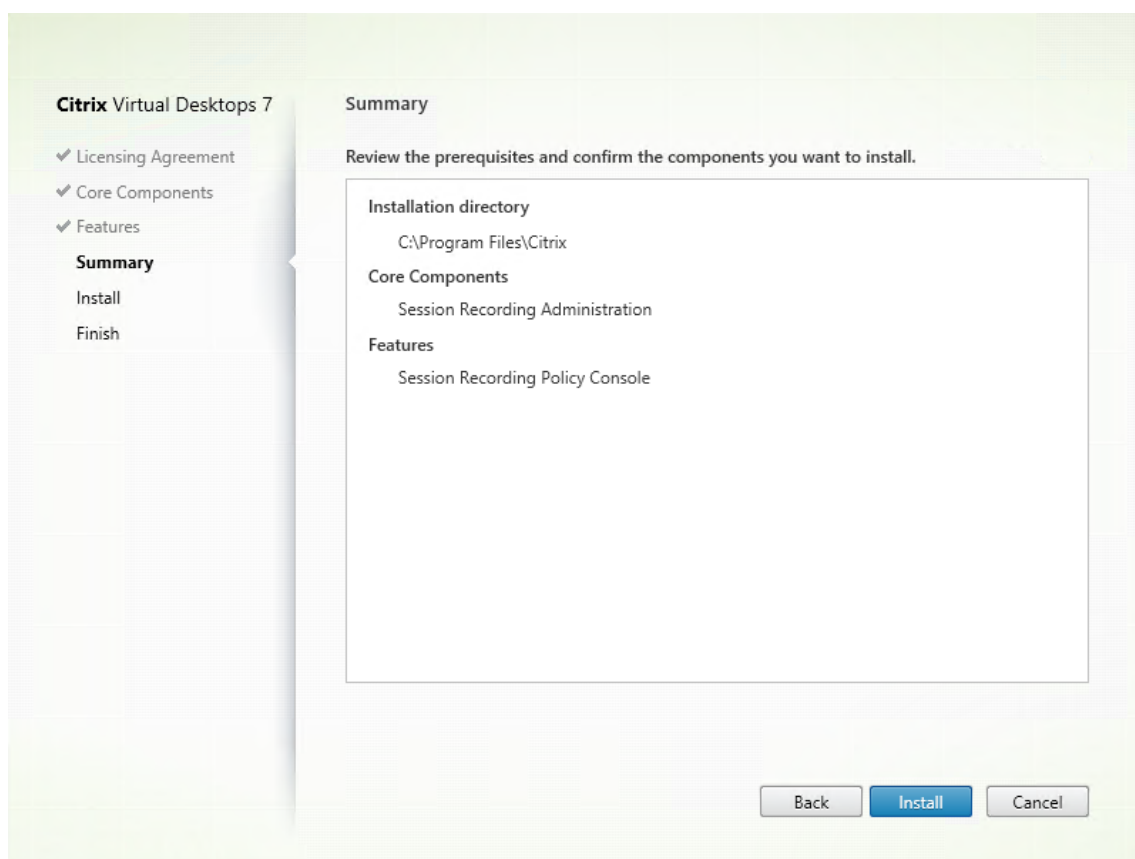 Citrix Virtual Desktops 7
Licensing Agreement
Core Components
Features
Summary
Install
Finish
Summary
Review the prerequisites and confirm the components you want to install.
Installation directory
C:\Program Files\Citrix
Core Components
Session Recording Administration
Features
Session Recording Policy Console
Back
Install
Cancel